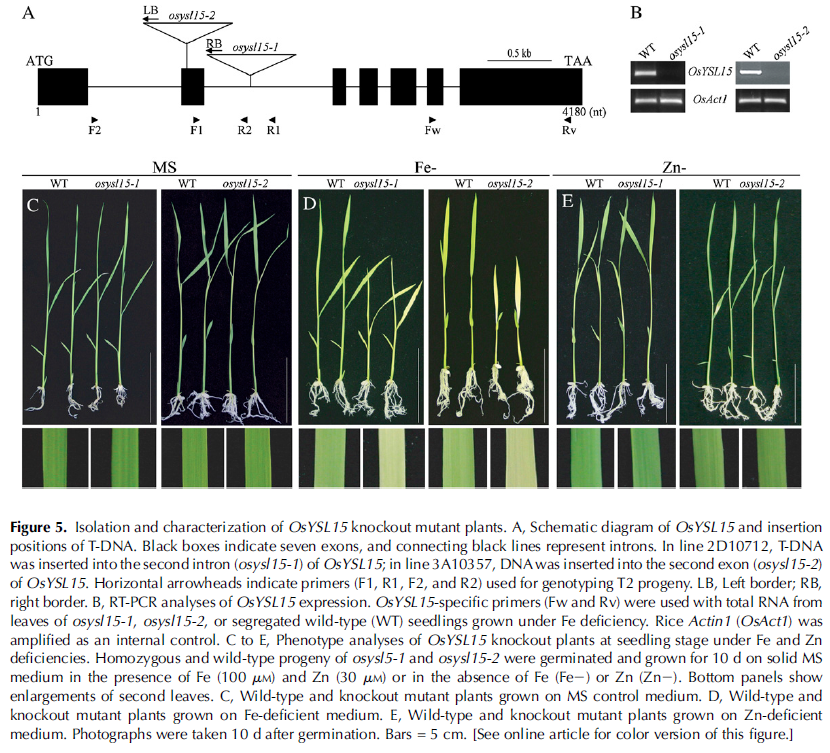 A
LB
osysl15-2
RB
osysl15-1
0.5 kb
ATG
TAA
1
4180 (nt)
F2
F1
R2
R1
Fw
Rv
B
WT
osysl15-1
WT
osysl15-2
OsYSL15
OsAct1
MS
Fe-
Zn-
WT osysl15-1
WT osysl15-2
WT osysl15-1
WT osysl15-2
WT osysl15-1
WT osysl15-2
C
D
E
Figure 5. Isolation and characterization of OsYSL15 knockout mutant plants. A, Schematic diagram of OsYSL15 and insertion
positions of T-DNA. Black boxes indicate seven exons, and connecting black lines represent introns. In line 2D10712, T-DNA
was inserted into the second intron (osysl15-1) of OsYSL15; in line 3A10357, DNA was inserted into the second exon (osysl15-2)
of OsYSL15. Horizontal arrowheads indicate primers (F1, R1, F2, and R2) used for genotyping T2 progeny. LB, Left border; RB,
right border. B, RT-PCR analyses of OsYSL15 expression. OsYSL15-specific primers (Fw and Rv) were used with total RNA from
leaves of osysl15-1, osysl15-2, or segregated wild-type (WT) seedlings grown under Fe deficiency. Rice Actin1 (OsAct1) was
amplified as an internal control. C to E, Phenotype analyses of OsYSL15 knockout plants at seedling stage under Fe and Zn
deficiencies. Homozygous and wild-type progeny of osysl5-1 and osysl15-2 were germinated and grown for 10 d on solid MS
medium in the presence of Fe (100 μM) and Zn (30 μM) or in the absence of Fe (Fe−) or Zn (Zn−). Bottom panels show
enlargements of second leaves. C, Wild-type and knockout mutant plants grown on MS control medium. D, Wild-type and
knockout mutant plants grown on Fe-deficient medium. E, Wild-type and knockout mutant plants grown on Zn-deficient
medium. Photographs were taken 10 d after germination. Bars = 5 cm. [See online article for color version of this figure.]